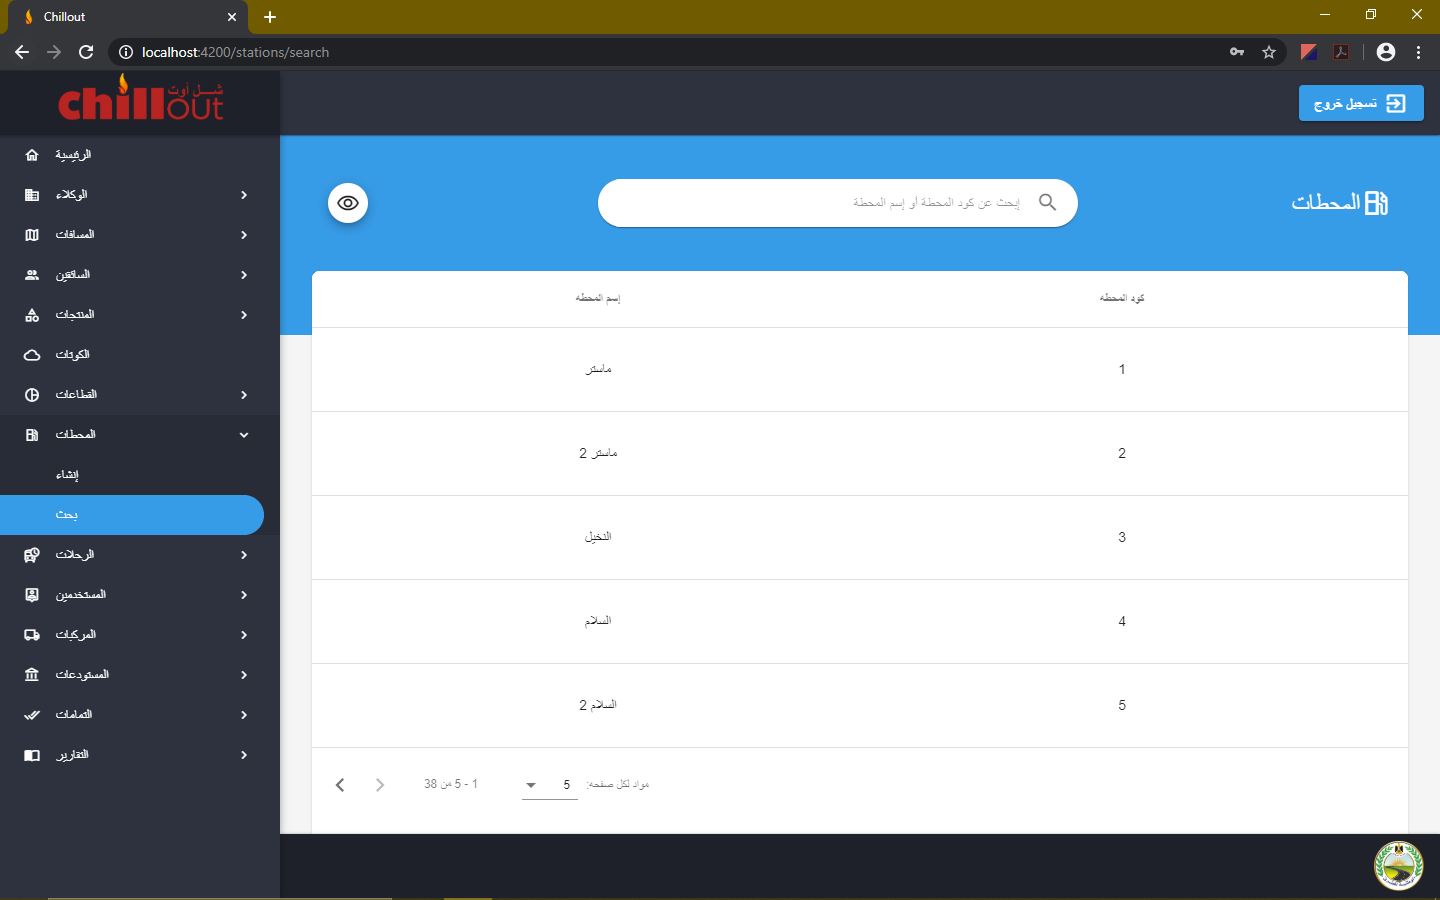 Chillout
localhost:4200/stations/search
chillout
شل أوت
تسجيل خروج
الرئيسية
الوكلاء
المسافات
السائقين
المنتجات
الكوتات
القطاعات
المحطات
إنشاء
بحث
الرحلات
المستخدمين
المركبات
المستودعات
التمامات
التقارير
المحطات
إبحث عن كود المحطة أو إسم المحطة
كود المحطه إسم المحطه
1 ماستر
2 ماستر 2
3 النخيل
4 السلام
5 السلام 2
مواد لكل صفحه: 5 1 - 5 من 38